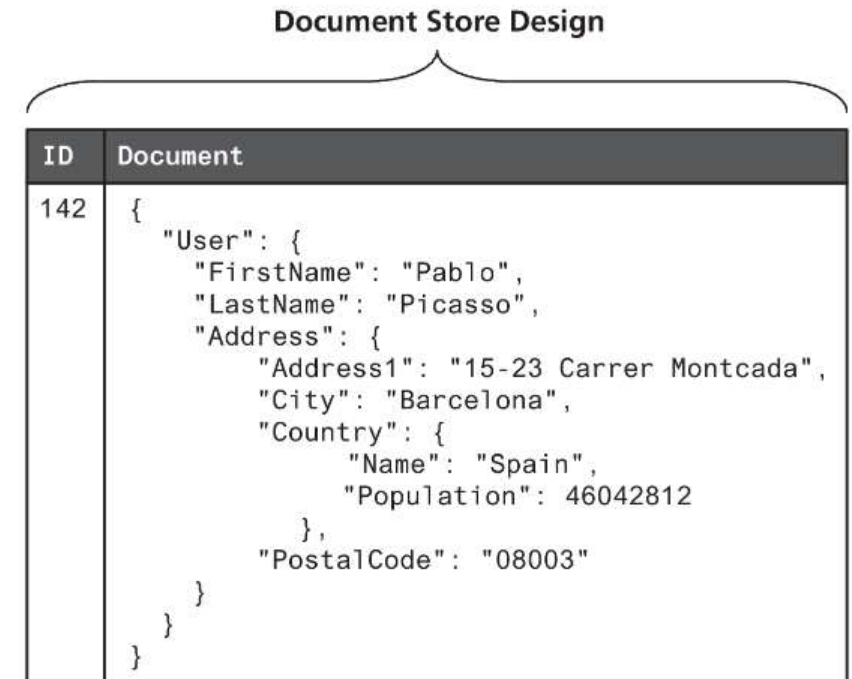 Document Store Design
ID Document
142 {
"User": {
"FirstName": "Pablo",
"LastName": "Picasso",
"Address": {
"Address1": "15-23 Carrer Montcada",
"City": "Barcelona",
"Country": {
"Name": "Spain",
"Population": 46042812
},
"PostalCode": "08003"
}
}
}